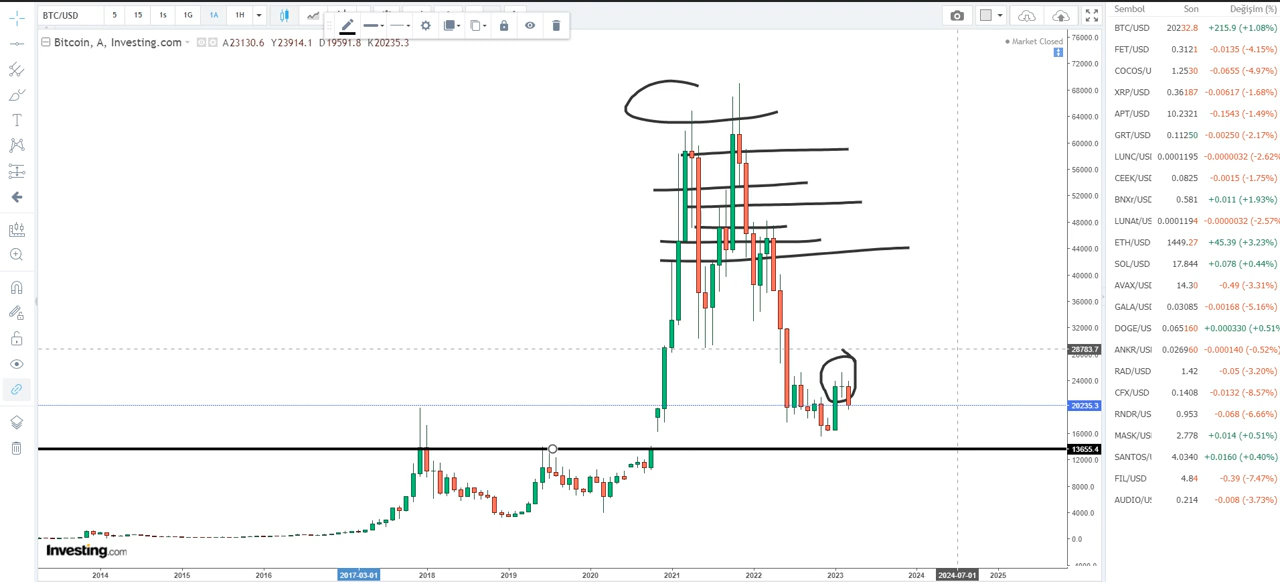 BTC/USD 5 15 1s 1G 1A 1H
Bitcoin, A, Investing.com A23130.6 Y23914.1 D19591.8 K20235.3
Market Closed
76000.0
72000.0
68000.0
64000.0
60000.0
56000.0
52000.0
48000.0
44000.0
40000.0
36000.0
32000.0
28783.7
24000.0
20235.3
16000.0
13655.4
12000.0
8000.0
4000.0
0.0
Investing.com
2014 2015 2016 2017-03-01 2018 2019 2020 2021 2022 2023 2024 2024-07-01 2025
Sembol Son Değişim (%)
BTC/USD 20232.8 +215.9 (+1.08%)
FET/USD 0.3121 -0.0135 (-4.15%)
COCOS/U 1.2530 -0.0655 (-4.97%)
XRP/USD 0.36187 -0.00617 (-1.68%)
APT/USD 10.2321 -0.1543 (-1.49%)
GRT/USD 0.11250 -0.00250 (-2.17%)
LUNC/USI 0.0001195 -0.0000032 (-2.62%
CEEK/USD 0.0825 -0.0015 (-1.75%)
BNXr/USD 0.581 +0.011 (+1.93%)
LUNAt/US 0.0001194 -0.0000032 (-2.57%
ETH/USD 1449.27 +45.39 (+3.23%)
SOL/USD 17.844 +0.078 (+0.44%)
AVAX/USD 14.30 -0.49 (-3.31%)
GALA/USD 0.03085 -0.00168 (-5.16%)
DOGE/US 0.065160 +0.000330 (+0.51%
ANKR/USD 0.026960 -0.000140 (-0.52%)
RAD/USD 1.42 -0.05 (-3.20%)
CFX/USD 0.1408 -0.0132 (-8.57%)
RNDR/US 0.953 -0.068 (-6.66%)
MASK/USI 2.778 +0.014 (+0.51%)
SANTOS/ 4.0340 +0.0160 (+0.40%)
FIL/USD 4.84 -0.39 (-7.47%)
AUDIO/US 0.214 -0.008 (-3.73%)